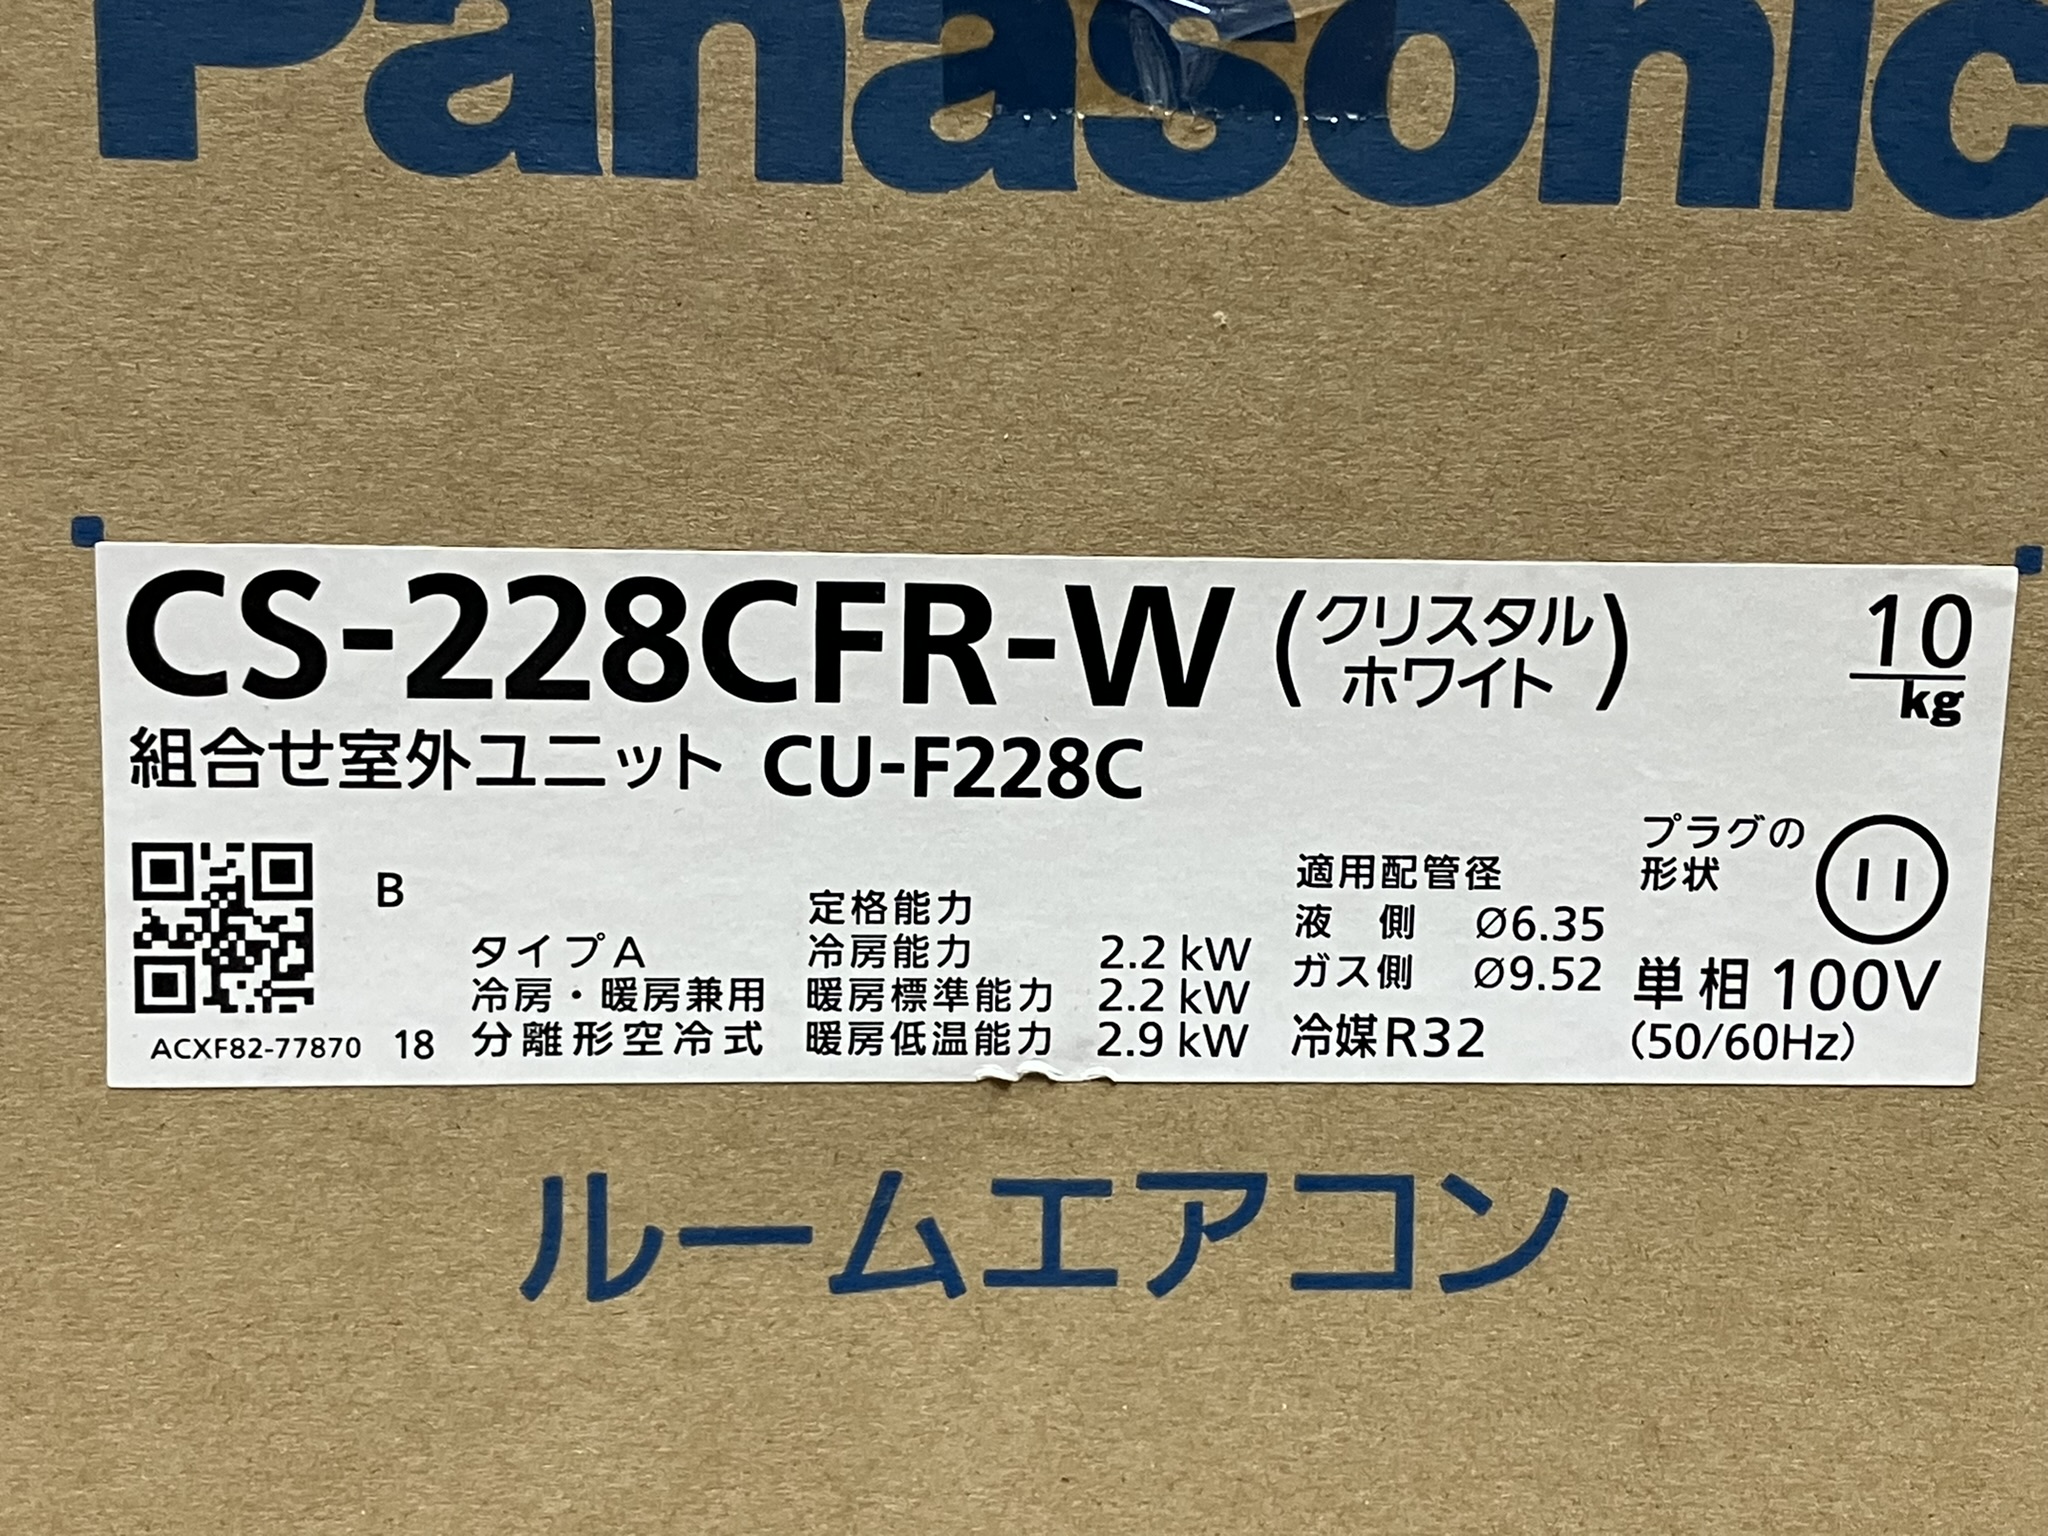 Panasonic
CS-228CFR-W (クリスタル
ホワイト)
10
kg
組合せ室外ユニット CU-F228C
B
ACXF82-77870 18
タイプA
冷房・暖房兼用
分離形空冷式
定格能力
冷房能力 2.2 kW
暖房標準能力 2.2 kW
暖房低温能力 2.9 kW
適用配管径
液 側 Ø6.35
ガス側 Ø9.52
冷媒R32
プラグの
形状
単相100V
(50/60Hz)
ルームエアコン